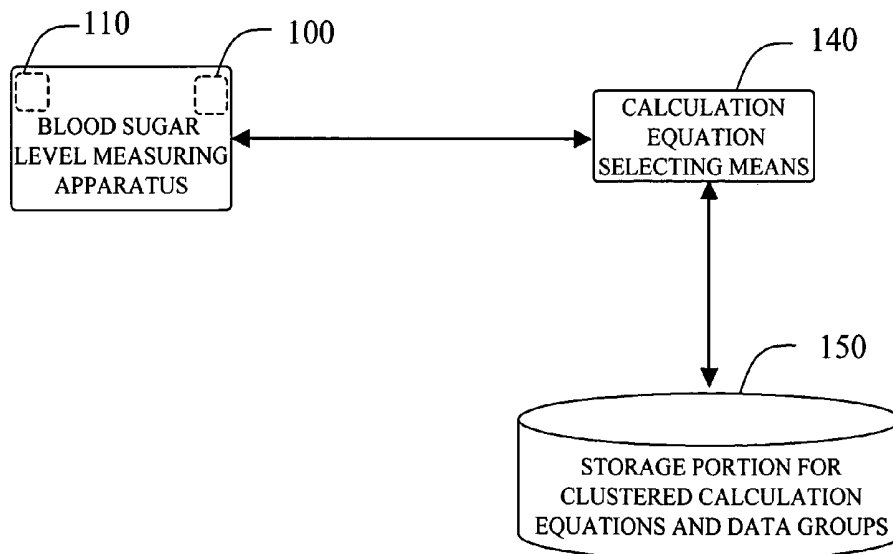 110
100
140
BLOOD SUGAR
LEVEL MEASURING
APPARATUS
CALCULATION
EQUATION
SELECTING MEANS
150
STORAGE PORTION FOR
CLUSTERED CALCULATION
EQUATIONS AND DATA GROUPS